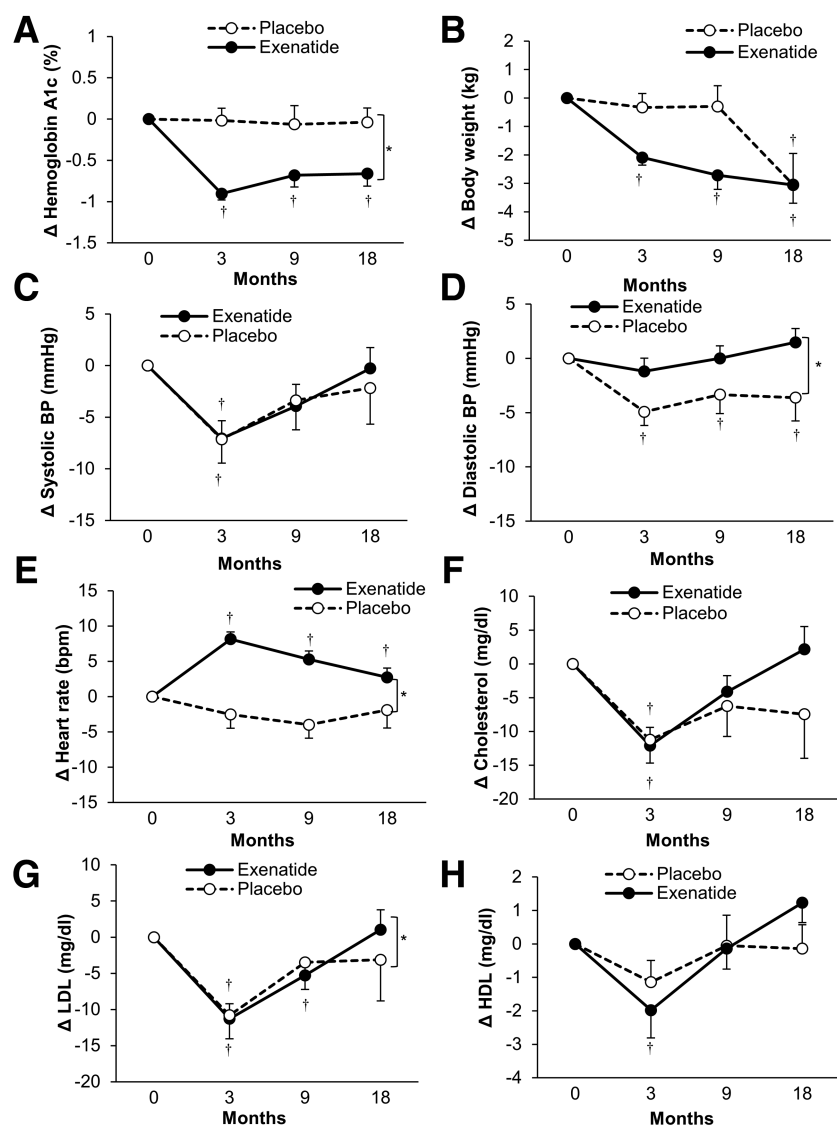 A
Placebo
Exenatide
Δ Hemoglobin A1c (%)
1
0.5
0
-0.5
-1
-1.5
*
† † †
0 3 9 18
Months
B
Placebo
Exenatide
Δ Body weight (kg)
2
1
0
-1
-2
-3
-4
-5
†
† † †
0 3 9 18
Months
C
Exenatide
Placebo
Δ Systolic BP (mmHg)
5
0
-5
-10
-15
†
†
0 3 9 18
Months
D
Exenatide
Placebo
Δ Diastolic BP (mmHg)
5
0
-5
-10
-15
*
† † †
0 3 9 18
Months
E
Exenatide
Placebo
Δ Heart rate (bpm)
15
10
5
0
-5
-10
-15
† † †
*
0 3 9 18
Months
F
Exenatide
Placebo
Δ Cholesterol (mg/dl)
10
5
0
-5
-10
-15
-20
†
†
0 3 9 18
Months
G
Exenatide
Placebo
Δ LDL (mg/dl)
10
5
0
-5
-10
-15
-20
*
†
† †
0 3 9 18
Months
H
Placebo
Exenatide
Δ HDL (mg/dl)
2
1
0
-1
-2
-3
-4
†
0 3 9 18
Months